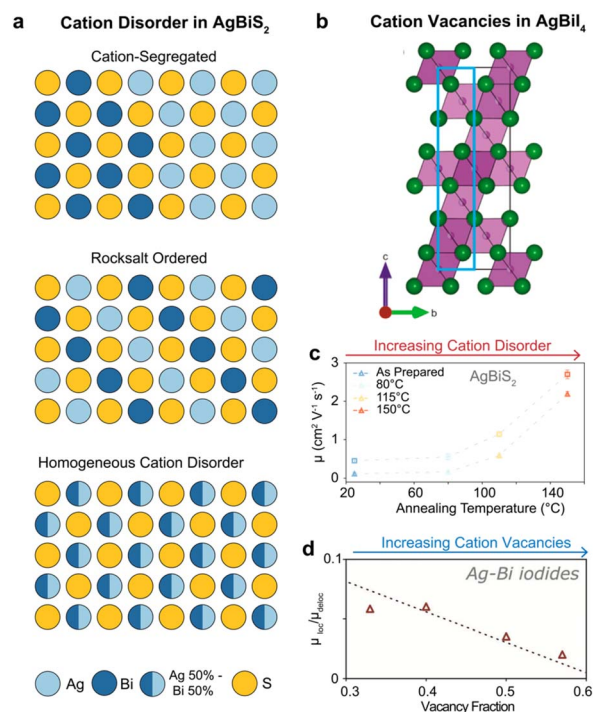 a Cation Disorder in AgBiS₂
Cation-Segregated
Rocksalt Ordered
Homogeneous Cation Disorder
Ag
Bi
Ag 50% -
Bi 50%
S
b Cation Vacancies in AgBiI₄
c
b
c Increasing Cation Disorder
AgBiS₂
As Prepared
80°C
115°C
150°C
3
2
1
0
μ (cm² V⁻¹ s⁻¹)
20 60 100 140
Annealing Temperature (°C)
d Increasing Cation Vacancies
Ag-Bi iodides
0.1
0
μ loc/μdeloc
0.3 0.4 0.5 0.6
Vacancy Fraction